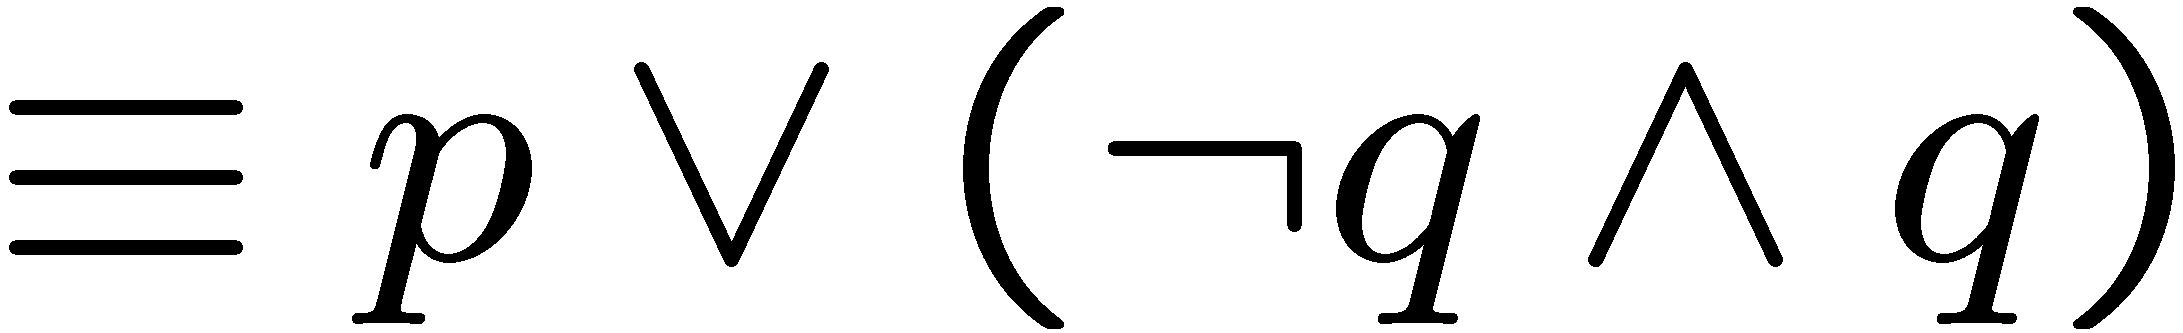 ≡ p ∨ (¬q ∧ q)